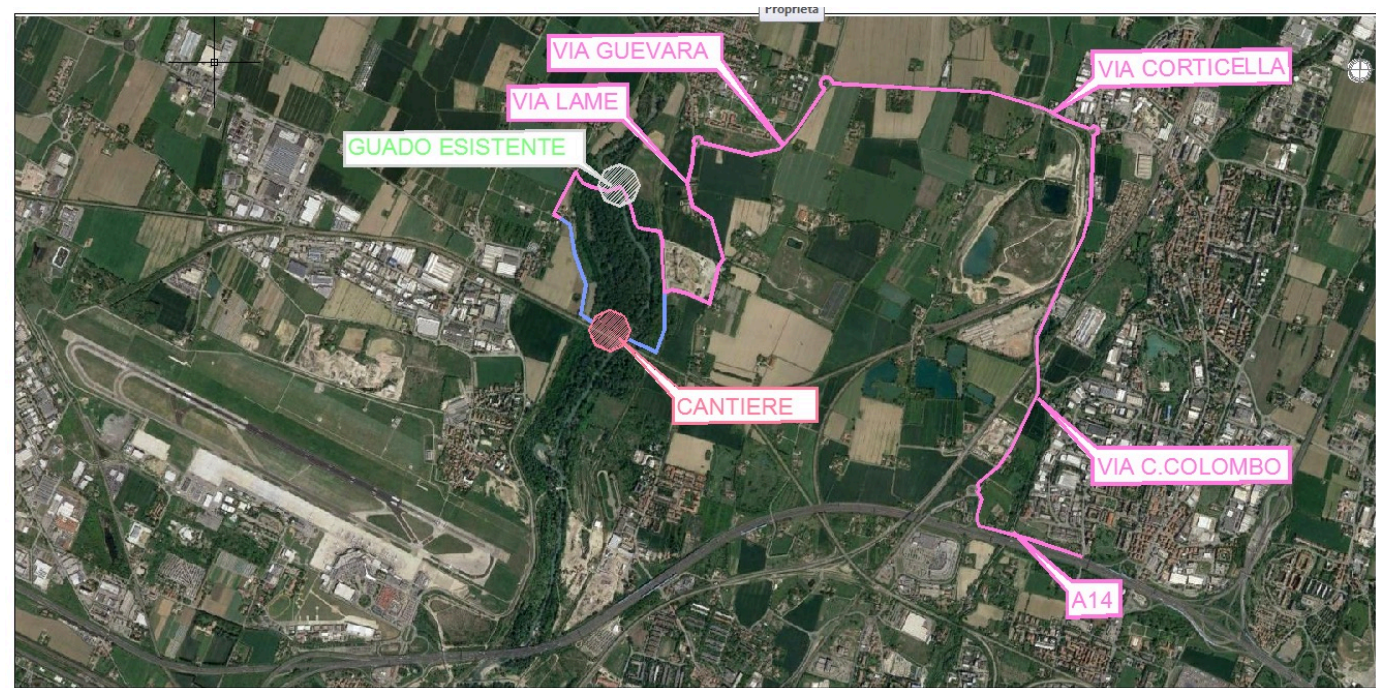 Proprietà
VIA GUEVARA
VIA CORTICELLA
VIA LAME
GUADO ESISTENTE
CANTIERE
VIA C.COLOMBO
A14